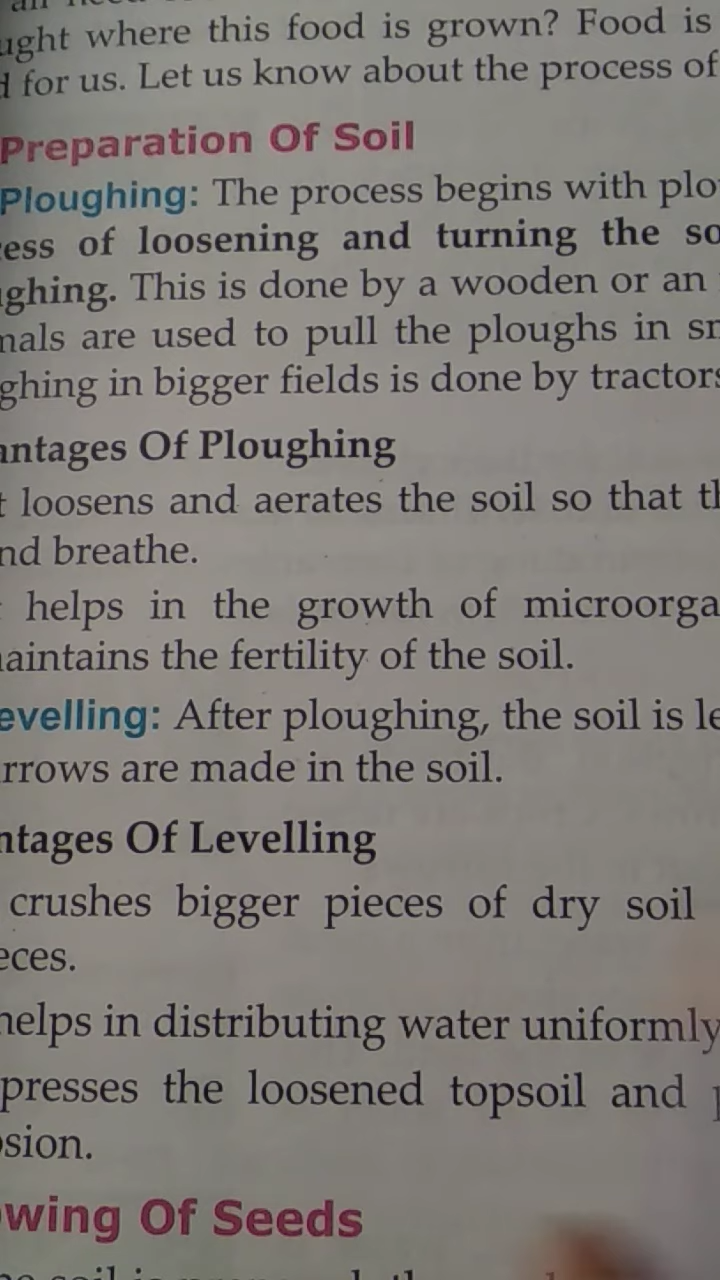 ught where this food is grown? Food is
d for us. Let us know about the process of
Preparation Of Soil
Ploughing: The process begins with plo
ess of loosening and turning the so
ghing. This is done by a wooden or an
nals are used to pull the ploughs in sm
ghing in bigger fields is done by tractors
antages Of Ploughing
t loosens and aerates the soil so that th
nd breathe.
helps in the growth of microorga
aintains the fertility of the soil.
evelling: After ploughing, the soil is le
rrows are made in the soil.
ntages Of Levelling
crushes bigger pieces of dry soil
eces.
helps in distributing water uniformly
presses the loosened topsoil and p
osion.
wing Of Seeds